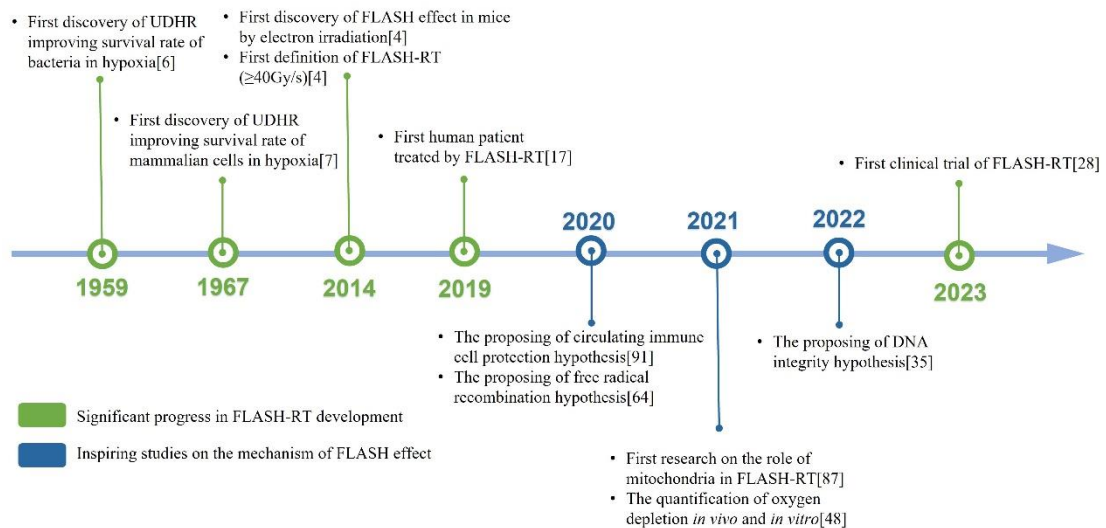 • First discovery of UDHR
improving survival rate of
bacteria in hypoxia[6]
• First discovery of FLASH effect in mice
by electron irradiation[4]
• First definition of FLASH-RT
(≥40Gy/s)[4]
• First discovery of UDHR
improving survival rate of
mammalian cells in hypoxia[7]
• First human patient
treated by FLASH-RT[17]
• First clinical trial of FLASH-RT[28]
1959
1967
2014
2019
2020
2021
2022
2023
• The proposing of circulating immune
cell protection hypothesis[91]
• The proposing of free radical
recombination hypothesis[64]
• The proposing of DNA
integrity hypothesis[35]
• First research on the role of
mitochondria in FLASH-RT[87]
• The quantification of oxygen
depletion in vivo and in vitro[48]
Significant progress in FLASH-RT development
Inspiring studies on the mechanism of FLASH effect